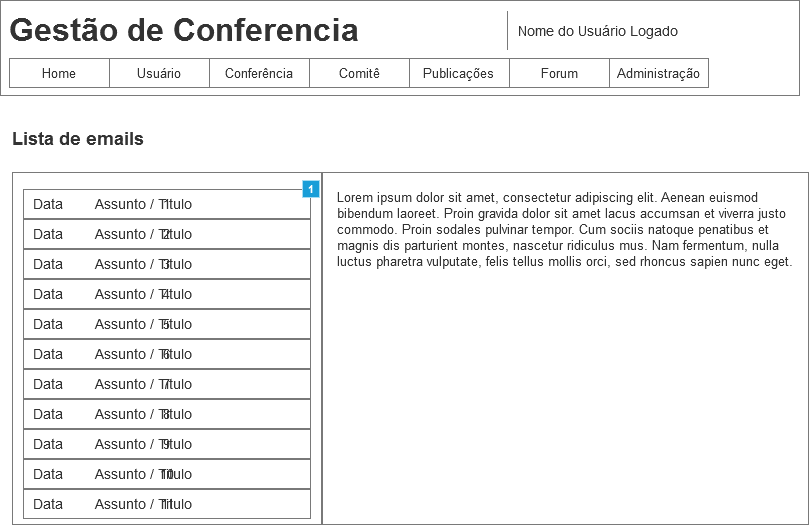 Gestão de Conferencia
Nome do Usuário Logado
Home Usuário Conferência Comitê Publicações Forum Administração
Lista de emails
1
Data Assunto / Titulo 1
Data Assunto / Titulo 2
Data Assunto / Titulo 3
Data Assunto / Titulo 4
Data Assunto / Titulo 5
Data Assunto / Titulo 6
Data Assunto / Titulo 7
Data Assunto / Titulo 8
Data Assunto / Titulo 9
Data Assunto / Titulo 10
Data Assunto / Titulo 11
Lorem ipsum dolor sit amet, consectetur adipiscing elit. Aenean euismod
bibendum laoreet. Proin gravida dolor sit amet lacus accumsan et viverra justo
commodo. Proin sodales pulvinar tempor. Cum sociis natoque penatibus et
magnis dis parturient montes, nascetur ridiculus mus. Nam fermentum, nulla
luctus pharetra vulputate, felis tellus mollis orci, sed rhoncus sapien nunc eget.